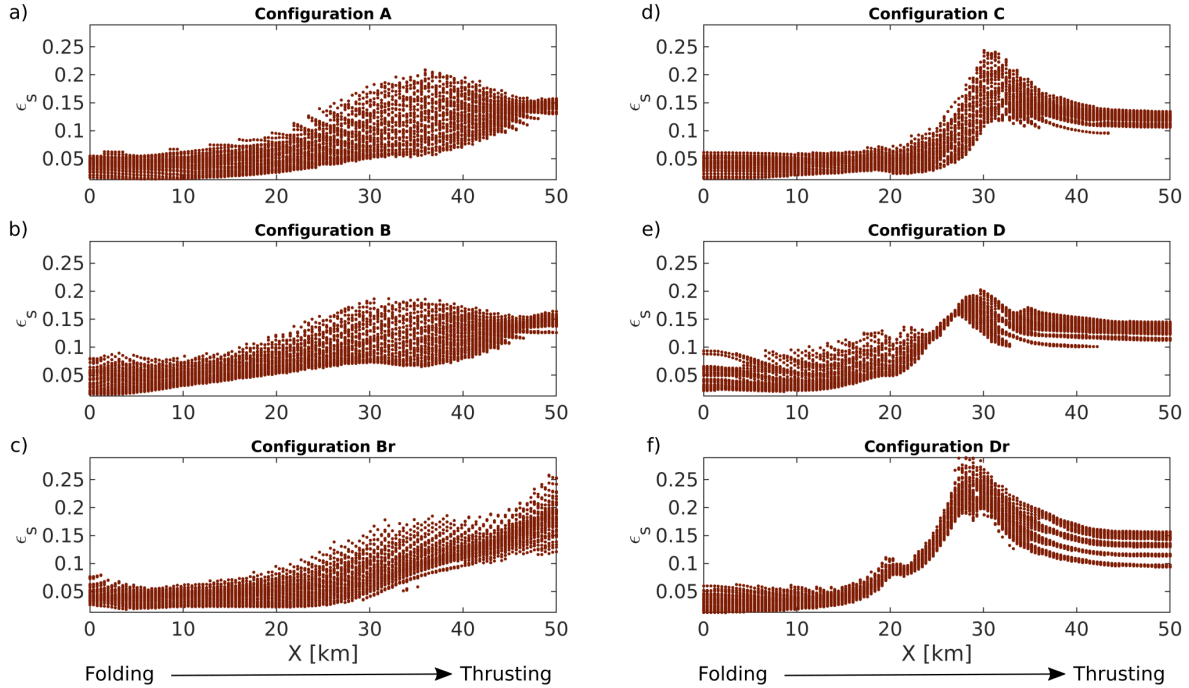 a)
Configuration A
0.25
0.2
0.15
0.1
0.05
ϵs
0 10 20 30 40 50
b)
Configuration B
0.25
0.2
0.15
0.1
0.05
ϵs
0 10 20 30 40 50
c)
Configuration Br
0.25
0.2
0.15
0.1
0.05
ϵs
0 10 20 30 40 50
X [km]
Folding Thrusting
d)
Configuration C
0.25
0.2
0.15
0.1
0.05
ϵs
0 10 20 30 40 50
e)
Configuration D
0.25
0.2
0.15
0.1
0.05
ϵs
0 10 20 30 40 50
f)
Configuration Dr
0.25
0.2
0.15
0.1
0.05
ϵs
0 10 20 30 40 50
X [km]
Folding Thrusting